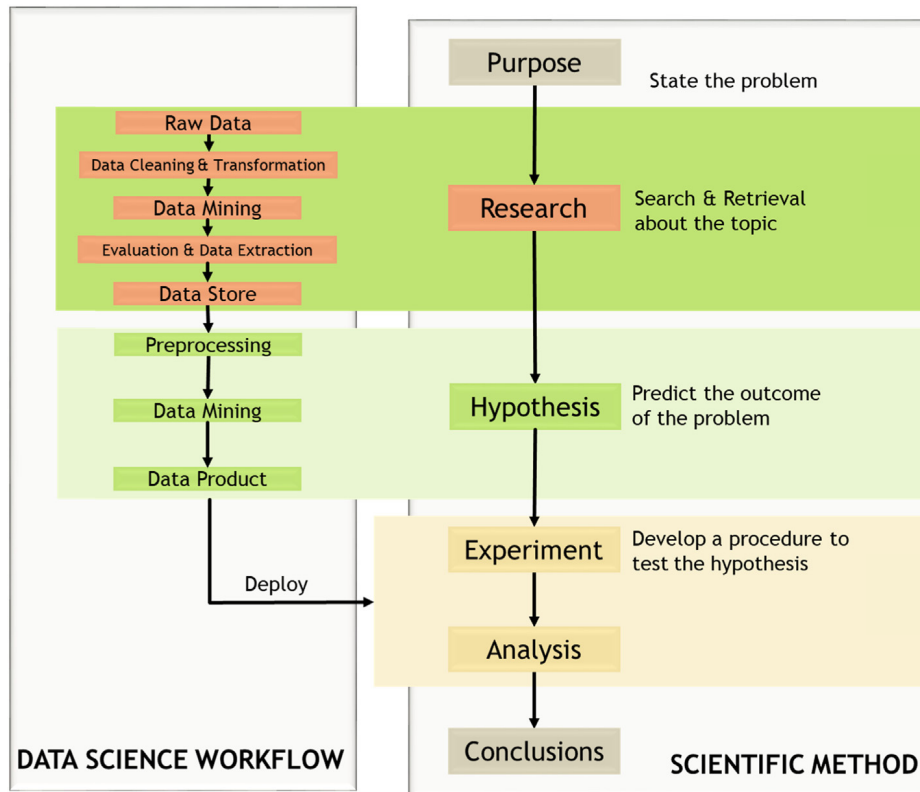 Purpose
State the problem
Raw Data
Data Cleaning & Transformation
Data Mining
Evaluation & Data Extraction
Data Store
Research
Search & Retrieval
about the topic
Preprocessing
Data Mining
Data Product
Hypothesis
Predict the outcome
of the problem
Deploy
Experiment
Develop a procedure to
test the hypothesis
Analysis
Conclusions
DATA SCIENCE WORKFLOW
SCIENTIFIC METHOD